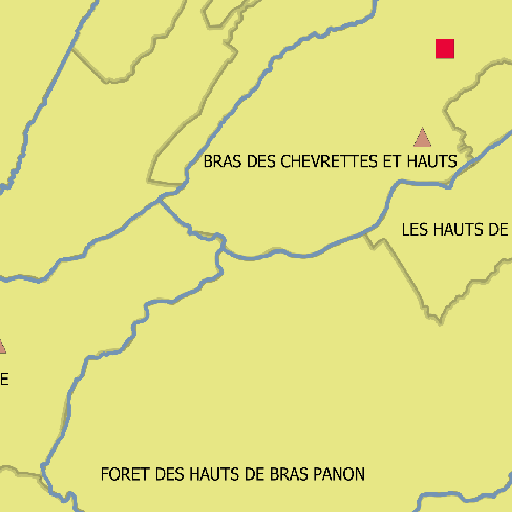 BRAS DES CHEVRETTES ET HAUTS
LES HAUTS DE
E
FORET DES HAUTS DE BRAS PANON